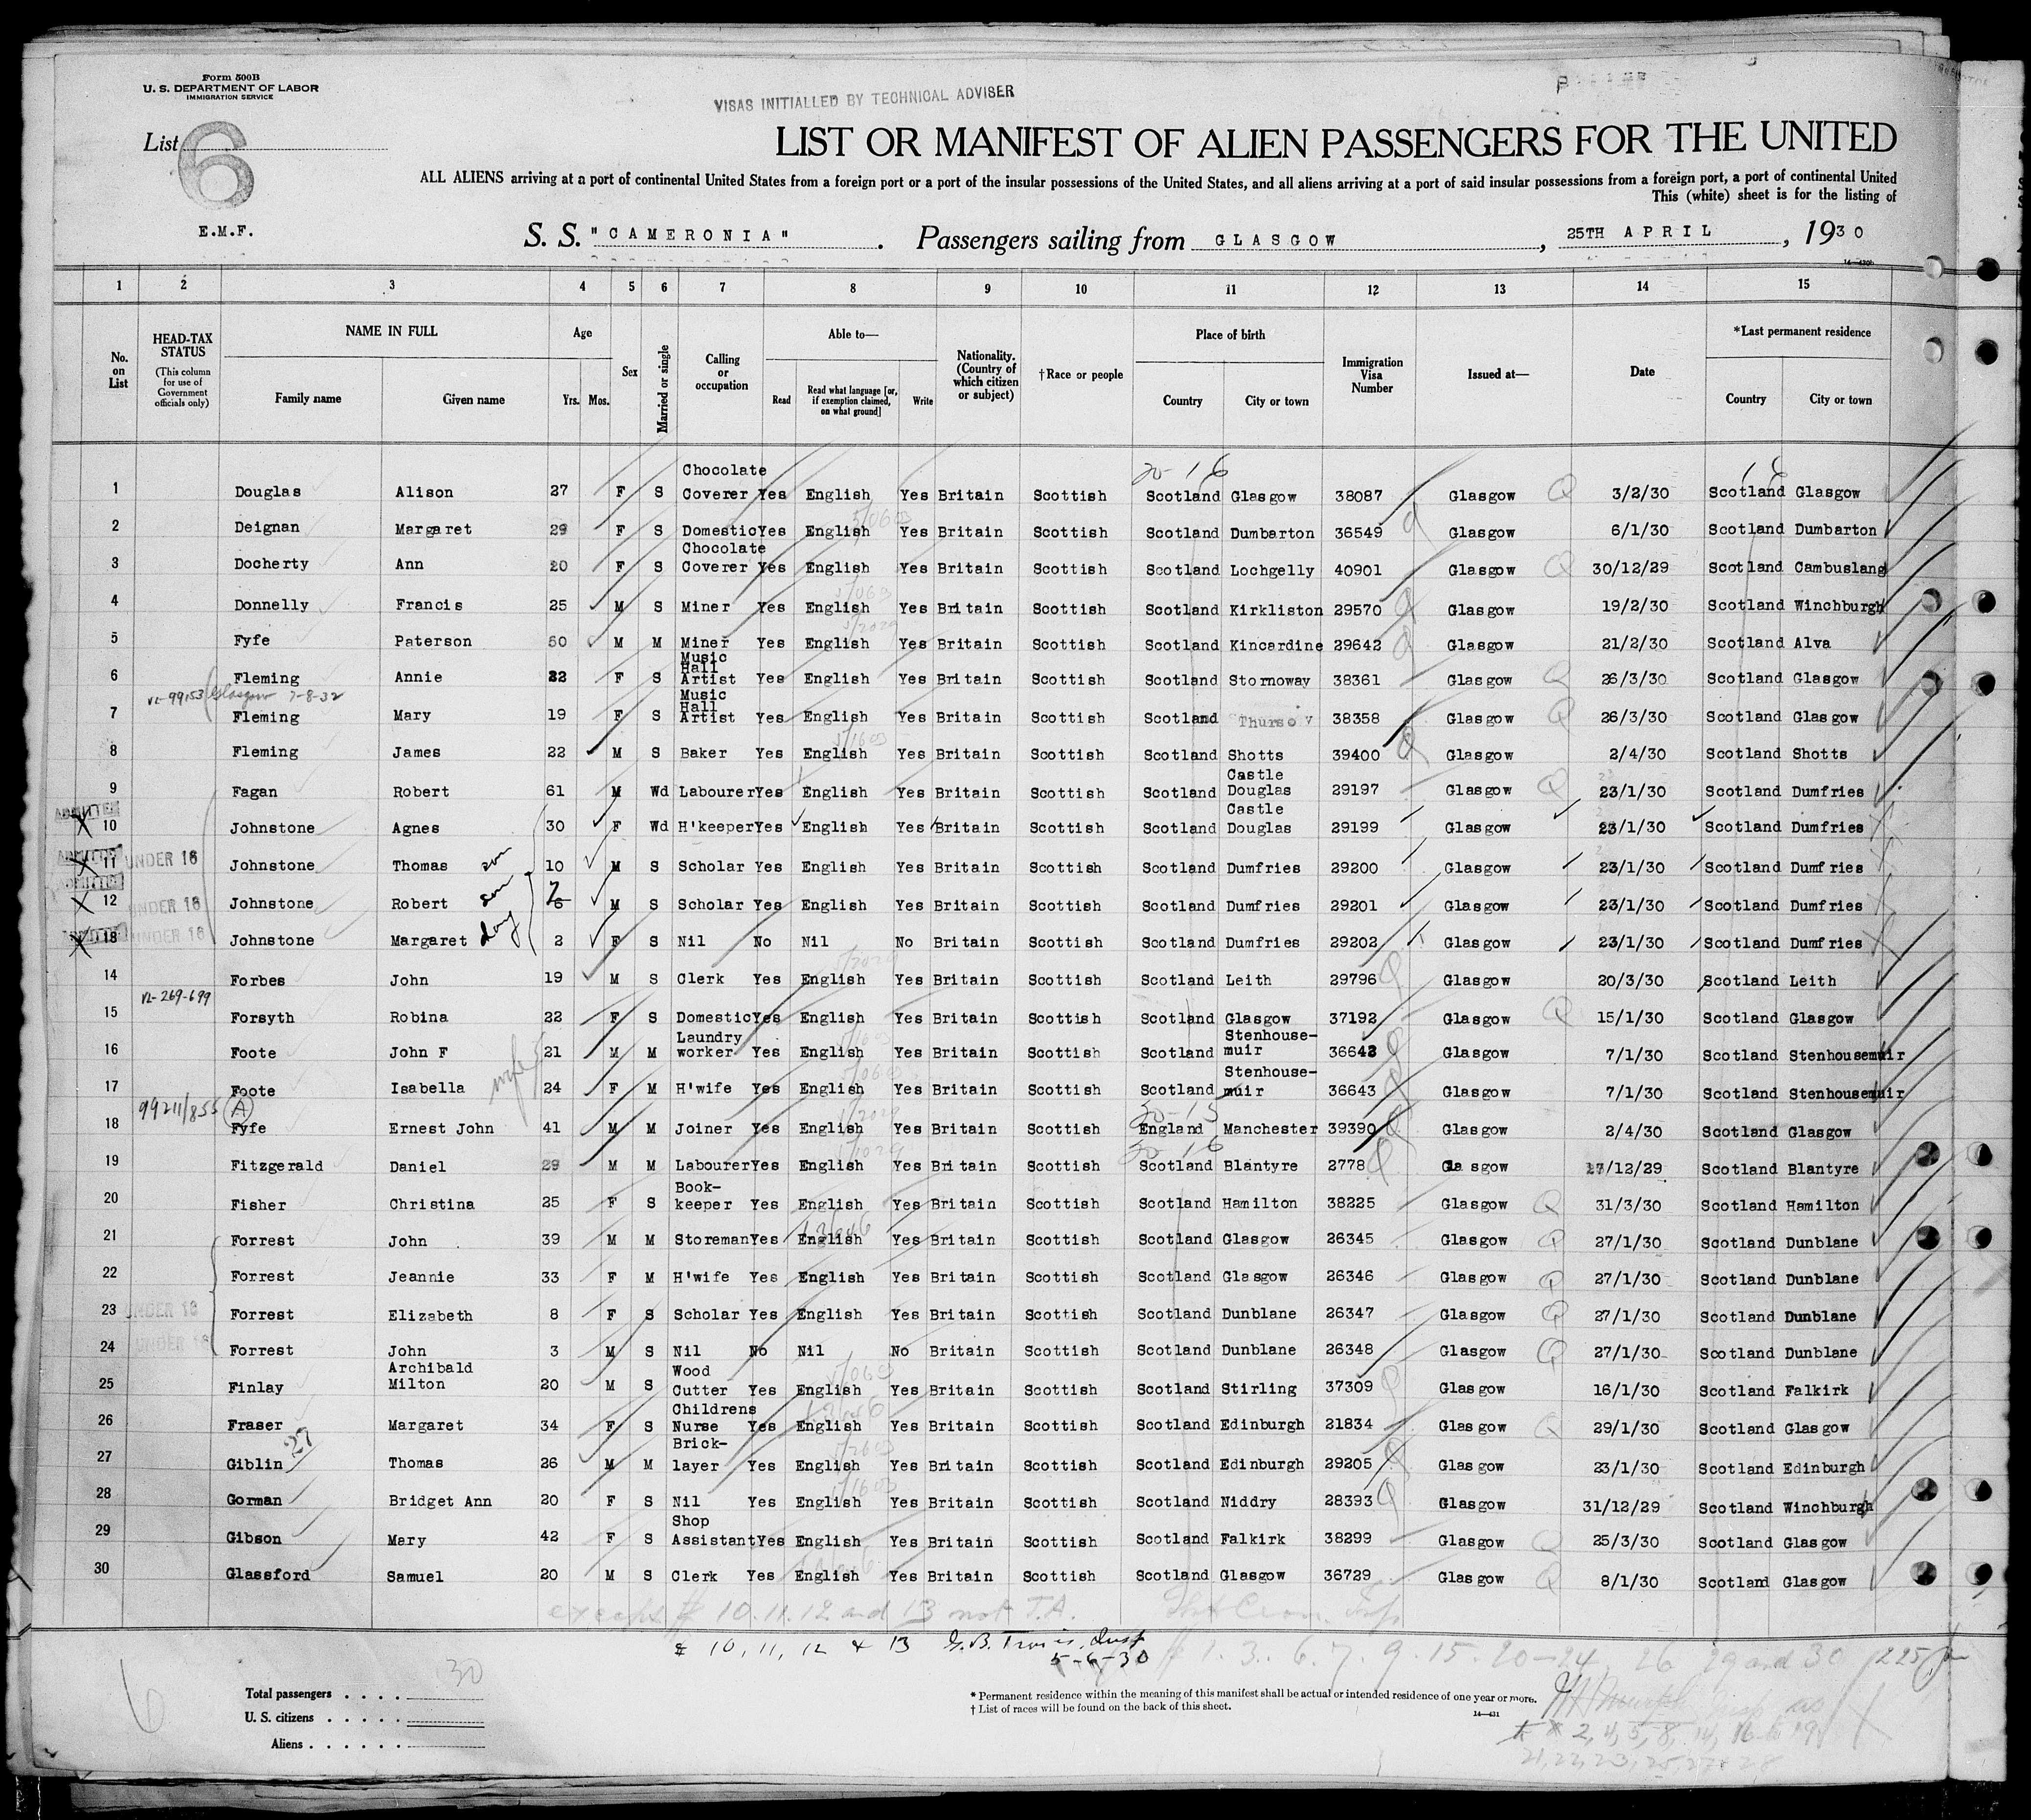 Form 500B
U. S. DEPARTMENT OF LABOR
IMMIGRATION SERVICE
VISAS INITIALLED BY TECHNICAL ADVISER
List 6
LIST OR MANIFEST OF ALIEN PASSENGERS FOR THE UNITED
ALL ALIENS arriving at a port of continental United States from a foreign port or a port of the insular possessions of the United States, and all aliens arriving at a port of said insular possessions from a foreign port, a port of continental United
This (white) sheet is for the listing of
E.M.F.
S. S. "CAMERONIA" . Passengers sailing from GLASGOW , 25TH APRIL , 1930
1 2 3 4 5 6 7 8 9 10 11 12 13 14 15
No. on List
HEAD-TAX STATUS (This column for use of Government officials only)
NAME IN FULL
Family name Given name
Age
Yrs. Mos.
Sex
Married or single
Calling or occupation
Able to—
Read Read what language [or, if exemption claimed, on what ground] Write
Nationality. (Country of which citizen or subject)
†Race or people
Place of birth
Country City or town
Immigration Visa Number
Issued at—
Date
*Last permanent residence
Country City or town
1 Douglas Alison 27 F S Chocolate Coverer Yes English Yes Britain Scottish Scotland Glasgow 38087 Glasgow 3/2/30 Scotland Glasgow
2 Deignan Margaret 29 F S Domestic Yes English Yes Britain Scottish Scotland Dumbarton 36549 Glasgow 6/1/30 Scotland Dumbarton
3 Docherty Ann 20 F S Chocolate Coverer Yes English Yes Britain Scottish Scotland Lochgelly 40901 Glasgow 30/12/29 Scotland Cambuslang
4 Donnelly Francis 25 M S Miner Yes English Yes Britain Scottish Scotland Kirkliston 29570 Glasgow 19/2/30 Scotland Winchburgh
5 Fyfe Paterson 50 M M Miner Yes English Yes Britain Scottish Scotland Kincardine 29642 Glasgow 21/2/30 Scotland Alva
6 Fleming Annie 22 F S Music Hall Artist Yes English Yes Britain Scottish Scotland Stornoway 38361 Glasgow 26/3/30 Scotland Glasgow
7 Fleming Mary 19 F S Music Hall Artist Yes English Yes Britain Scottish Scotland Thurso 38358 Glasgow 26/3/30 Scotland Glasgow
8 Fleming James 22 M S Baker Yes English Yes Britain Scottish Scotland Shotts 39400 Glasgow 2/4/30 Scotland Shotts
9 Fagan Robert 61 M Wd Labourer Yes English Yes Britain Scottish Scotland Castle Douglas 29197 Glasgow 23/1/30 Scotland Dumfries
ADMITTED 10 Johnstone Agnes 30 F Wd H'keeper Yes English Yes Britain Scottish Scotland Castle Douglas 29199 Glasgow 23/1/30 Scotland Dumfries
ADMITTED 11 UNDER 16 Johnstone Thomas son 10 M S Scholar Yes English Yes Britain Scottish Scotland Dumfries 29200 Glasgow 23/1/30 Scotland Dumfries
ADMITTED 12 UNDER 16 Johnstone Robert son 7 6 M S Scholar Yes English Yes Britain Scottish Scotland Dumfries 29201 Glasgow 23/1/30 Scotland Dumfries
ADMITTED 13 UNDER 16 Johnstone Margaret dau 2 F S Nil No Nil No Britain Scottish Scotland Dumfries 29202 Glasgow 23/1/30 Scotland Dumfries
14 Forbes John 19 M S Clerk Yes English Yes Britain Scottish Scotland Leith 29796 Glasgow 20/3/30 Scotland Leith
15 Forsyth Robina 22 F S Domestic Yes English Yes Britain Scottish Scotland Glasgow 37192 Glasgow 15/1/30 Scotland Glasgow
16 Foote John F 21 M M Laundry worker Yes English Yes Britain Scottish Scotland Stenhouse-muir 36642 Glasgow 7/1/30 Scotland Stenhousemuir
17 Foote Isabella wife 24 F M H'wife Yes English Yes Britain Scottish Scotland Stenhouse-muir 36643 Glasgow 7/1/30 Scotland Stenhousemuir
99211/855 (A)
18 Fyfe Ernest John 41 M M Joiner Yes English Yes Britain Scottish England Manchester 39390 Glasgow 2/4/30 Scotland Glasgow
19 Fitzgerald Daniel 29 M M Labourer Yes English Yes Britain Scottish Scotland Blantyre 2778 Glasgow 27/12/29 Scotland Blantyre
20 Fisher Christina 25 F S Book-keeper Yes English Yes Britain Scottish Scotland Hamilton 38225 Glasgow 31/3/30 Scotland Hamilton
21 Forrest John 39 M M Storeman Yes English Yes Britain Scottish Scotland Glasgow 26345 Glasgow 27/1/30 Scotland Dunblane
22 Forrest Jeannie 33 F M H'wife Yes English Yes Britain Scottish Scotland Glasgow 26346 Glasgow 27/1/30 Scotland Dunblane
23 UNDER 16 Forrest Elizabeth 8 F S Scholar Yes English Yes Britain Scottish Scotland Dunblane 26347 Glasgow 27/1/30 Scotland Dunblane
24 UNDER 16 Forrest John 3 M S Nil No Nil No Britain Scottish Scotland Dunblane 26348 Glasgow 27/1/30 Scotland Dunblane
25 Finlay Archibald Milton 20 M S Wood Cutter Yes English Yes Britain Scottish Scotland Stirling 37309 Glasgow 16/1/30 Scotland Falkirk
26 Fraser Margaret 34 F S Childrens Nurse Yes English Yes Britain Scottish Scotland Edinburgh 21834 Glasgow 29/1/30 Scotland Glasgow
27 Giblin 27 Thomas 26 M M Brick-layer Yes English Yes Britain Scottish Scotland Edinburgh 29205 Glasgow 23/1/30 Scotland Edinburgh
28 Gorman Bridget Ann 20 F S Nil Yes English Yes Britain Scottish Scotland Niddry 28393 Glasgow 31/12/29 Scotland Winchburgh
29 Gibson Mary 42 F S Shop Assistant Yes English Yes Britain Scottish Scotland Falkirk 38299 Glasgow 25/3/30 Scotland Glasgow
30 Glassford Samuel 20 M S Clerk Yes English Yes Britain Scottish Scotland Glasgow 36729 Glasgow 8/1/30 Scotland Glasgow
except # 10.11.12 and 13 not T.A.
# 10, 11, 12 & 13
5-6-30
# 1. 3. 6. 7. 9. 15. 20-24, 26 29 and 30
6
Total passengers . . . . 30
U. S. citizens . . . . .
Aliens . . . . . .
* Permanent residence within the meaning of this manifest shall be actual or intended residence of one year or more.
† List of races will be found on the back of this sheet.
14—431